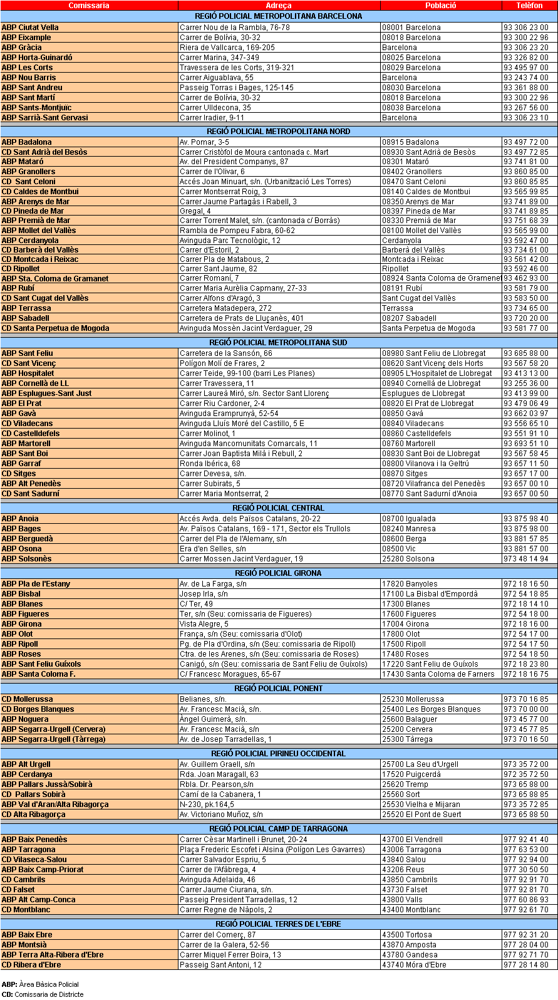 Comissaria Adreça Població Telèfon
REGIÓ POLICIAL METROPOLITANA BARCELONA
ABP Ciutat Vella Carrer Nou de la Rambla, 76-78 08001 Barcelona 93 306 23 00
ABP Eixample Carrer de Bolívia, 30-32 08018 Barcelona 93 300 22 96
ABP Gràcia Riera de Vallcarca, 169-205 Barcelona 93 306 23 20
ABP Horta-Guinardó Carrer Marina, 347-349 08025 Barcelona 93 326 82 00
ABP Les Corts Travessera de les Corts, 319-321 08029 Barcelona 93 495 97 00
ABP Nou Barris Carrer Aiguablava, 55 Barcelona 93 243 74 00
ABP Sant Andreu Passeig Torras i Bages, 125-145 08030 Barcelona 93 361 88 00
ABP Sant Martí Carrer de Bolívia, 30-32 08018 Barcelona 93 300 22 96
ABP Sants-Montjuïc Carrer Ulldecona, 35 08038 Barcelona 93 267 56 00
ABP Sarrià-Sant Gervasi Carrer Iradier, 9-11 Barcelona 93 306 23 10
REGIÓ POLICIAL METROPOLITANA NORD
ABP Badalona Av. Pomar, 3-5 08915 Badalona 93 497 72 00
CD Sant Adrià del Besòs Carrer Cristòfol de Moura cantonada c. Mart 08930 Sant Adrià de Besòs 93 497 72 85
ABP Mataró Av. del President Companys, 87 08301 Mataró 93 741 81 00
ABP Granollers Carrer de l'Olivar, 6 08402 Granollers 93 860 85 00
CD Sant Celoni Accés Joan Minuart, s/n. (Urbanització Les Torres) 08470 Sant Celoni 93 860 85 85
CD Caldes de Montbui Carrer Montserrat Roig, 3 08140 Caldes de Montbui 93 565 99 85
ABP Arenys de Mar Carrer Jaume Partagàs i Rabell, 3 08350 Arenys de Mar 93 741 89 00
CD Pineda de Mar Gregal, 4 08397 Pineda de Mar 93 741 89 85
ABP Premià de Mar Carrer Torrent Malet, s/n. (cantonada c/ Borràs) 08330 Premià de Mar 93 751 68 39
ABP Mollet del Vallès Rambla de Pompeu Fabra, 60-62 08100 Mollet del Vallès 93 565 99 00
ABP Cerdanyola Avinguda Parc Tecnològic, 12 Cerdanyola 93 592 47 00
CD Barberà del Vallès Carrer d'Estoril, 2 Barberà del Vallès 93 734 61 00
CD Montcada i Reixac Carrer Pla de Matabous, 2 Montcada i Reixac 93 561 42 00
CD Ripollet Carrer Sant Jaume, 82 Ripollet 93 592 46 00
ABP Sta. Coloma de Gramanet Carrer Romaní, 7 08924 Santa Coloma de Gramenet 93 462 93 00
ABP Rubí Carrer Maria Aurèlia Capmany, 27-33 08191 Rubí 93 581 79 00
CD Sant Cugat del Vallès Carrer Alfons d'Aragó, 3 Sant Cugat del Vallès 93 583 50 00
ABP Terrassa Carretera Matadepera, 272 Terrassa 93 734 65 00
ABP Sabadell Carretera de Prats de Lluçanès, 401 08207 Sabadell 93 720 20 00
CD Santa Perpetua de Mogoda Avinguda Mossèn Jacint Verdaguer, 29 Santa Perpetua de Mogoda 93 581 77 00
REGIÓ POLICIAL METROPOLITANA SUD
ABP Sant Feliu Carretera de la Sansón, 66 08980 Sant Feliu de Llobregat 93 685 88 00
CD Sant Vicenç Polígon Molí de Frares, 2 08620 Sant Vicenç dels Horts 93 567 58 20
ABP Hospitalet Carrer Teide, 99-100 (barri Les Planes) 08905 L'Hospitalet de Llobregat 93 413 13 00
ABP Cornellà de LL Carrer Travessera, 11 08940 Cornellà de Llobregat 93 255 36 00
ABP Esplugues-Sant Just Carrer Laureà Miró, s/n. Sector Sant Llorenç Esplugues de Llobregat 93 413 99 00
ABP El Prat Carrer Riu Cardoner, 2-4 08820 El Prat de Llobregat 93 479 06 49
ABP Gavà Avinguda Eramprunyà, 52-54 08850 Gavà 93 662 03 97
CD Viladecans Avinguda Lluís Moré del Castillo, 5 E 08840 Viladecans 93 556 65 10
CD Castelldefels Carrer Molinot, 1 08860 Castelldefels 93 551 91 10
ABP Martorell Avinguda Mancomunitats Comarcals, 11 08760 Martorell 93 693 51 10
ABP Sant Boi Carrer Joan Baptista Milà i Rebull, 2 08830 Sant Boi de Llobregat 93 567 58 45
ABP Garraf Ronda Ibérica, 68 08800 Vilanova i la Geltrú 93 657 11 50
CD Sitges Carrer Devesa, s/n. 08870 Sitges 93 657 17 00
ABP Alt Penedès Carrer Subirats, 5 08720 Vilafranca del Penedès 93 657 00 10
CD Sant Sadurní Carrer Maria Montserrat, 2 08770 Sant Sadurní d'Anoia 93 657 00 50
REGIÓ POLICIAL CENTRAL
ABP Anoia Accés Avda. dels Països Catalans, 20-22 08700 Igualada 93 875 98 40
ABP Bages Av. Països Catalans, 169 - 171, Sector els Trullols 08240 Manresa 93 875 98 00
ABP Berguedà Carrer del Pla de l'Alemany, s/n 08600 Berga 93 881 57 85
ABP Osona Era d'en Selles, s/n 08500 Vic 93 881 57 00
ABP Solsonès Carrer Mossen Jacint Verdaguer, 19 25280 Solsona 973 48 14 94
REGIÓ POLICIAL GIRONA
ABP Pla de l'Estany Av. de La Farga, s/n 17820 Banyoles 972 18 16 50
ABP Bisbal Josep Irla, s/n 17100 La Bisbal d'Empordà 972 54 18 85
ABP Blanes C/ Ter, 49 17300 Blanes 972 18 14 10
ABP Figueres Ter, s/n (Seu: comissaria de Figueres) 17600 Figueres 972 54 18 00
ABP Girona Vista Alegre, 5 17004 Girona 972 18 16 00
ABP Olot França, s/n (Seu: comissaria d'Olot) 17800 Olot 972 54 17 00
ABP Ripoll Pg. de Pla d'Ordina, s/n (Seu: comissaria de Ripoll) 17500 Ripoll 972 54 17 50
ABP Roses Ctra. de les Arenes, s/n (Seu: comissaria de Roses) 17480 Roses 972 54 18 50
ABP Sant Feliu Guíxols Canigó, s/n (Seu: comissaria de Sant Feliu de Guíxols) 17220 Sant Feliu de Guíxols 972 18 23 80
ABP Santa Coloma F. C/ Francesc Moragues, 65-67 17430 Santa Coloma de Farners 972 18 16 75
REGIÓ POLICIAL PONENT
CD Mollerussa Belianes, s/n. 25230 Mollerussa 973 70 16 85
CD Borges Blanques Av. Francesc Macià, s/n. 25400 Les Borges Blanques 973 70 00 00
ABP Noguera Àngel Guimerà, s/n. 25600 Balaguer 973 45 77 00
ABP Segarra-Urgell (Cervera) Av. Francesc Macià, s/n 25200 Cervera 973 45 77 85
ABP Segarra-Urgell (Tàrrega) Av. de Josep Tarradellas, 1 25300 Tàrrega 973 70 16 50
REGIÓ POLICIAL PIRINEU OCCIDENTAL
ABP Alt Urgell Av. Guillem Graell, s/n 25700 La Seu d'Urgell 973 35 72 00
ABP Cerdanya Rda. Joan Maragall, 63 17520 Puigcerdà 972 35 72 50
ABP Pallars Jussà/Sobirà Rbla. Dr. Pearson,s/n 25620 Tremp 973 65 88 00
CD Pallars Sobirà Camí de la Cabanera, 1 25560 Sort 973 65 88 85
ABP Val d'Aran/Alta Ribagorça N-230, pk.164,5 25530 Vielha e Mijaran 973 35 72 85
CD Alta Ribagorça Av. Victoriano Muñoz, s/n 25520 El Pont de Suert 973 65 88 50
REGIÓ POLICIAL CAMP DE TARRAGONA
ABP Baix Penedès Carrer Cèsar Martinell i Brunet, 20-24 43700 El Vendrell 977 92 41 40
ABP Tarragona Plaça Frederic Escofet i Alsina (Polígon Les Gavarres) 43006 Tarragona 977 63 53 00
CD Vilaseca-Salou Carrer Salvador Espriu, 5 43840 Salou 977 92 94 00
ABP Baix Camp-Priorat Carrer de l'Afàbrega, 4 43206 Reus 977 30 50 50
CD Cambrils Avinguda Adelaida, 46 43850 Cambrils 977 92 91 70
CD Falset Carrer Jaume Ciurana, s/n. 43730 Falset 977 92 81 70
ABP Alt Camp-Conca Passeig President Tarradellas, 12 43800 Valls 977 60 86 93
CD Montblanc Carrer Regne de Nàpols, 2 43400 Montblanc 977 92 61 70
REGIÓ POLICIAL TERRES DE L'EBRE
ABP Baix Ebre Carrer del Comerç, 87 43500 Tortosa 977 92 31 20
ABP Montsià Carrer de la Galera, 52-56 43870 Amposta 977 28 04 00
ABP Terra Alta-Ribera d'Ebre Carrer Miquel Ferrer Boira, 13 43780 Gandesa 977 92 71 70
CD Ribera d'Ebre Passeig Sant Antoni, 12 43740 Móra d'Ebre 977 28 14 80
ABP: Àrea Bàsica Policial
CD: Comissaria de Districte